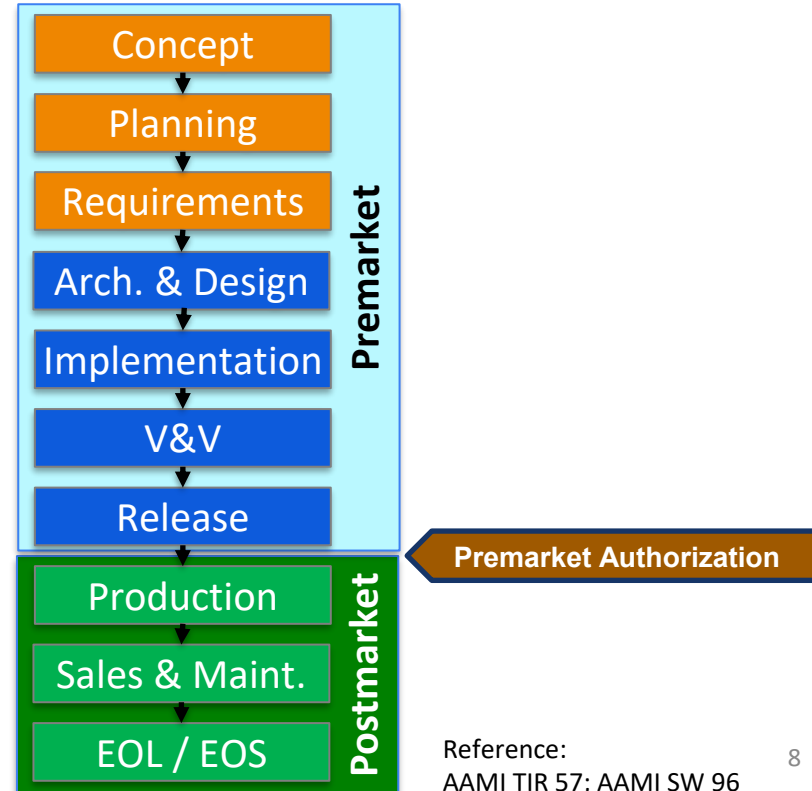 Concept
Planning
Requirements
Arch. & Design
Implementation
V&V
Release
Premarket
Premarket Authorization
Production
Sales & Maint.
EOL / EOS
Postmarket
Reference:
AAMI TIR 57: AAMI SW 96
8